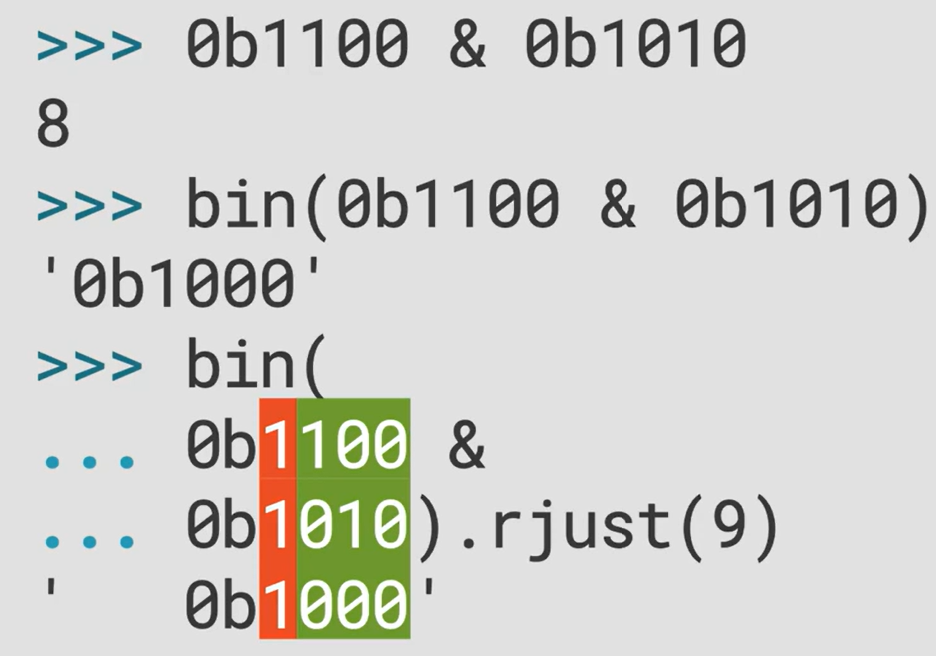 >>> 0b1100 & 0b1010
8
>>> bin(0b1100 & 0b1010)
'0b1000'
>>> bin(
... 0b1100 &
... 0b1010).rjust(9)
'   0b1000'